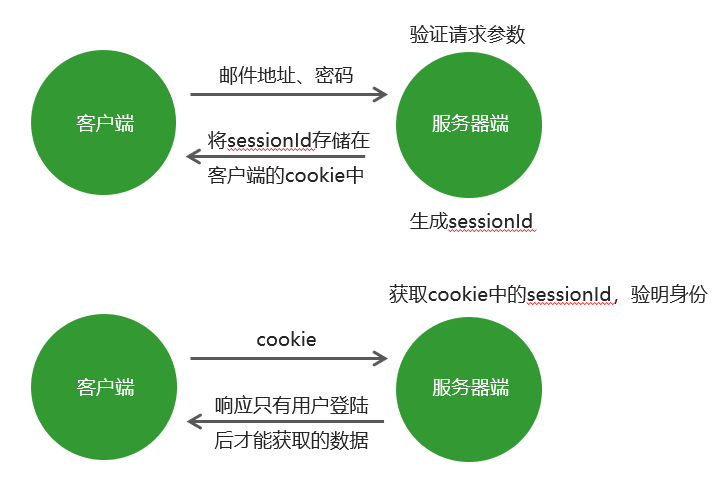 验证请求参数
邮件地址、密码
客户端
服务器端
将sessionId存储在
客户端的cookie中
生成sessionId
获取cookie中的sessionId，验明身份
cookie
客户端
服务器端
响应只有用户登陆
后才能获取的数据